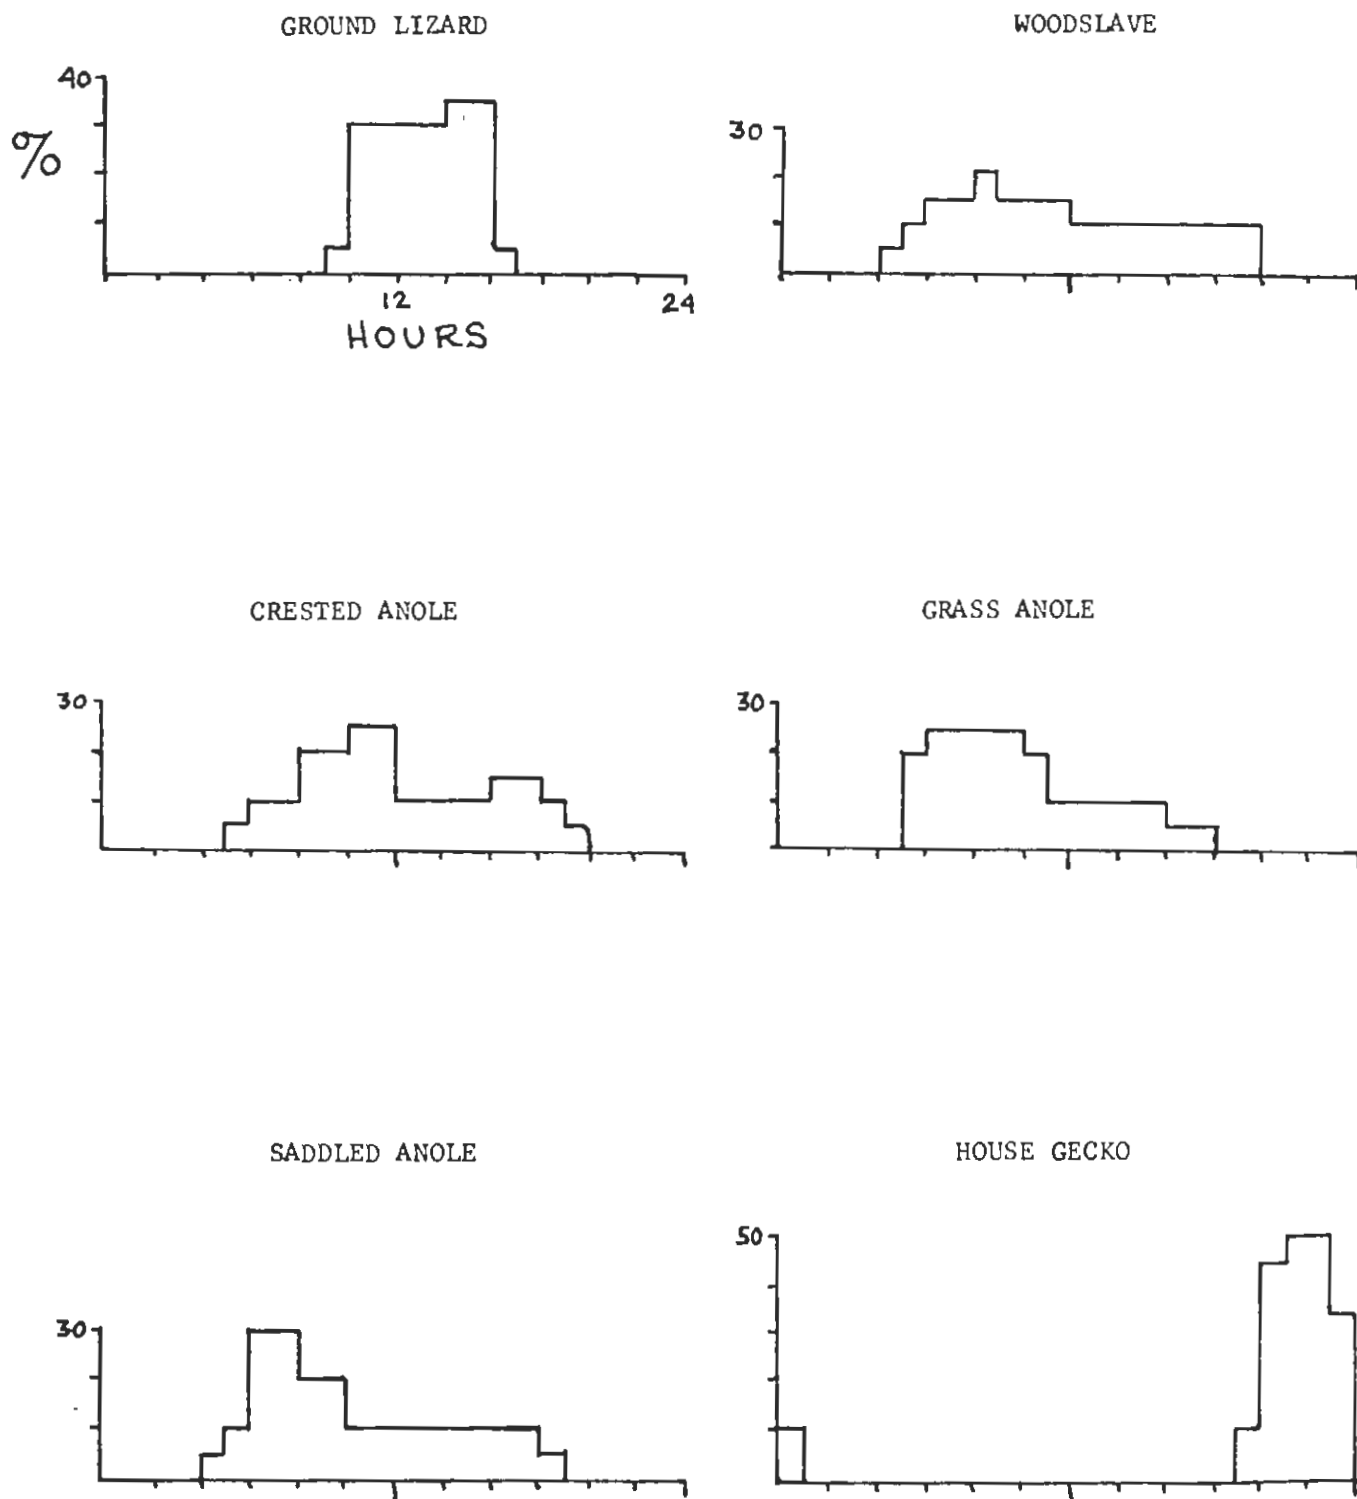 GROUND LIZARD
WOODSLAVE
40
%
30
12
24
HOURS
CRESTED ANOLE
GRASS ANOLE
30
30
SADDLED ANOLE
HOUSE GECKO
50
30